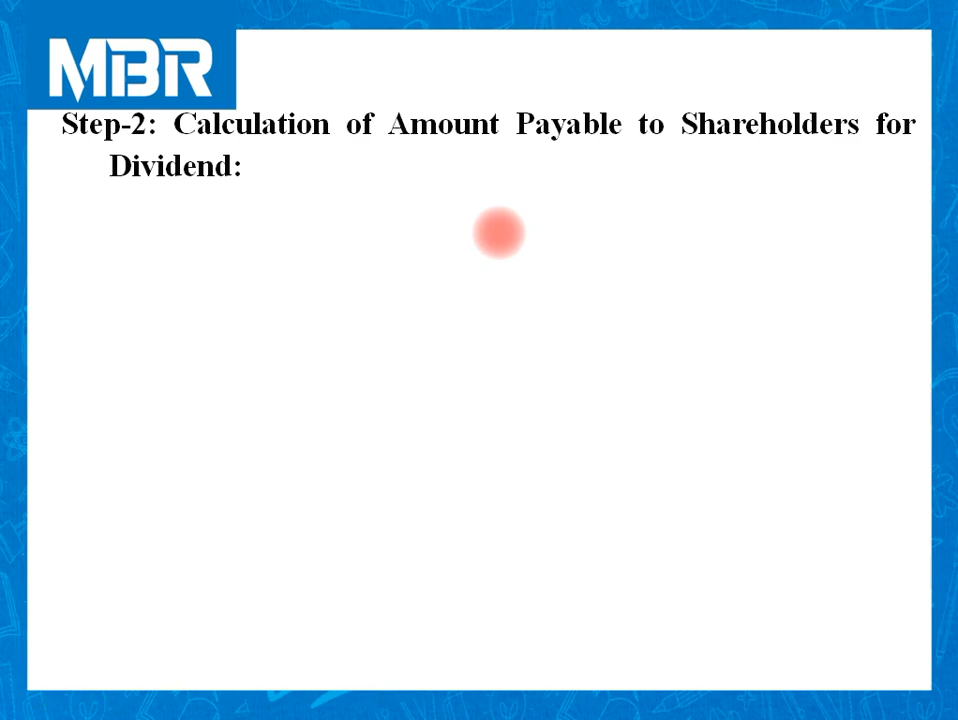 MBR
Step-2: Calculation of Amount Payable to Shareholders for
Dividend: